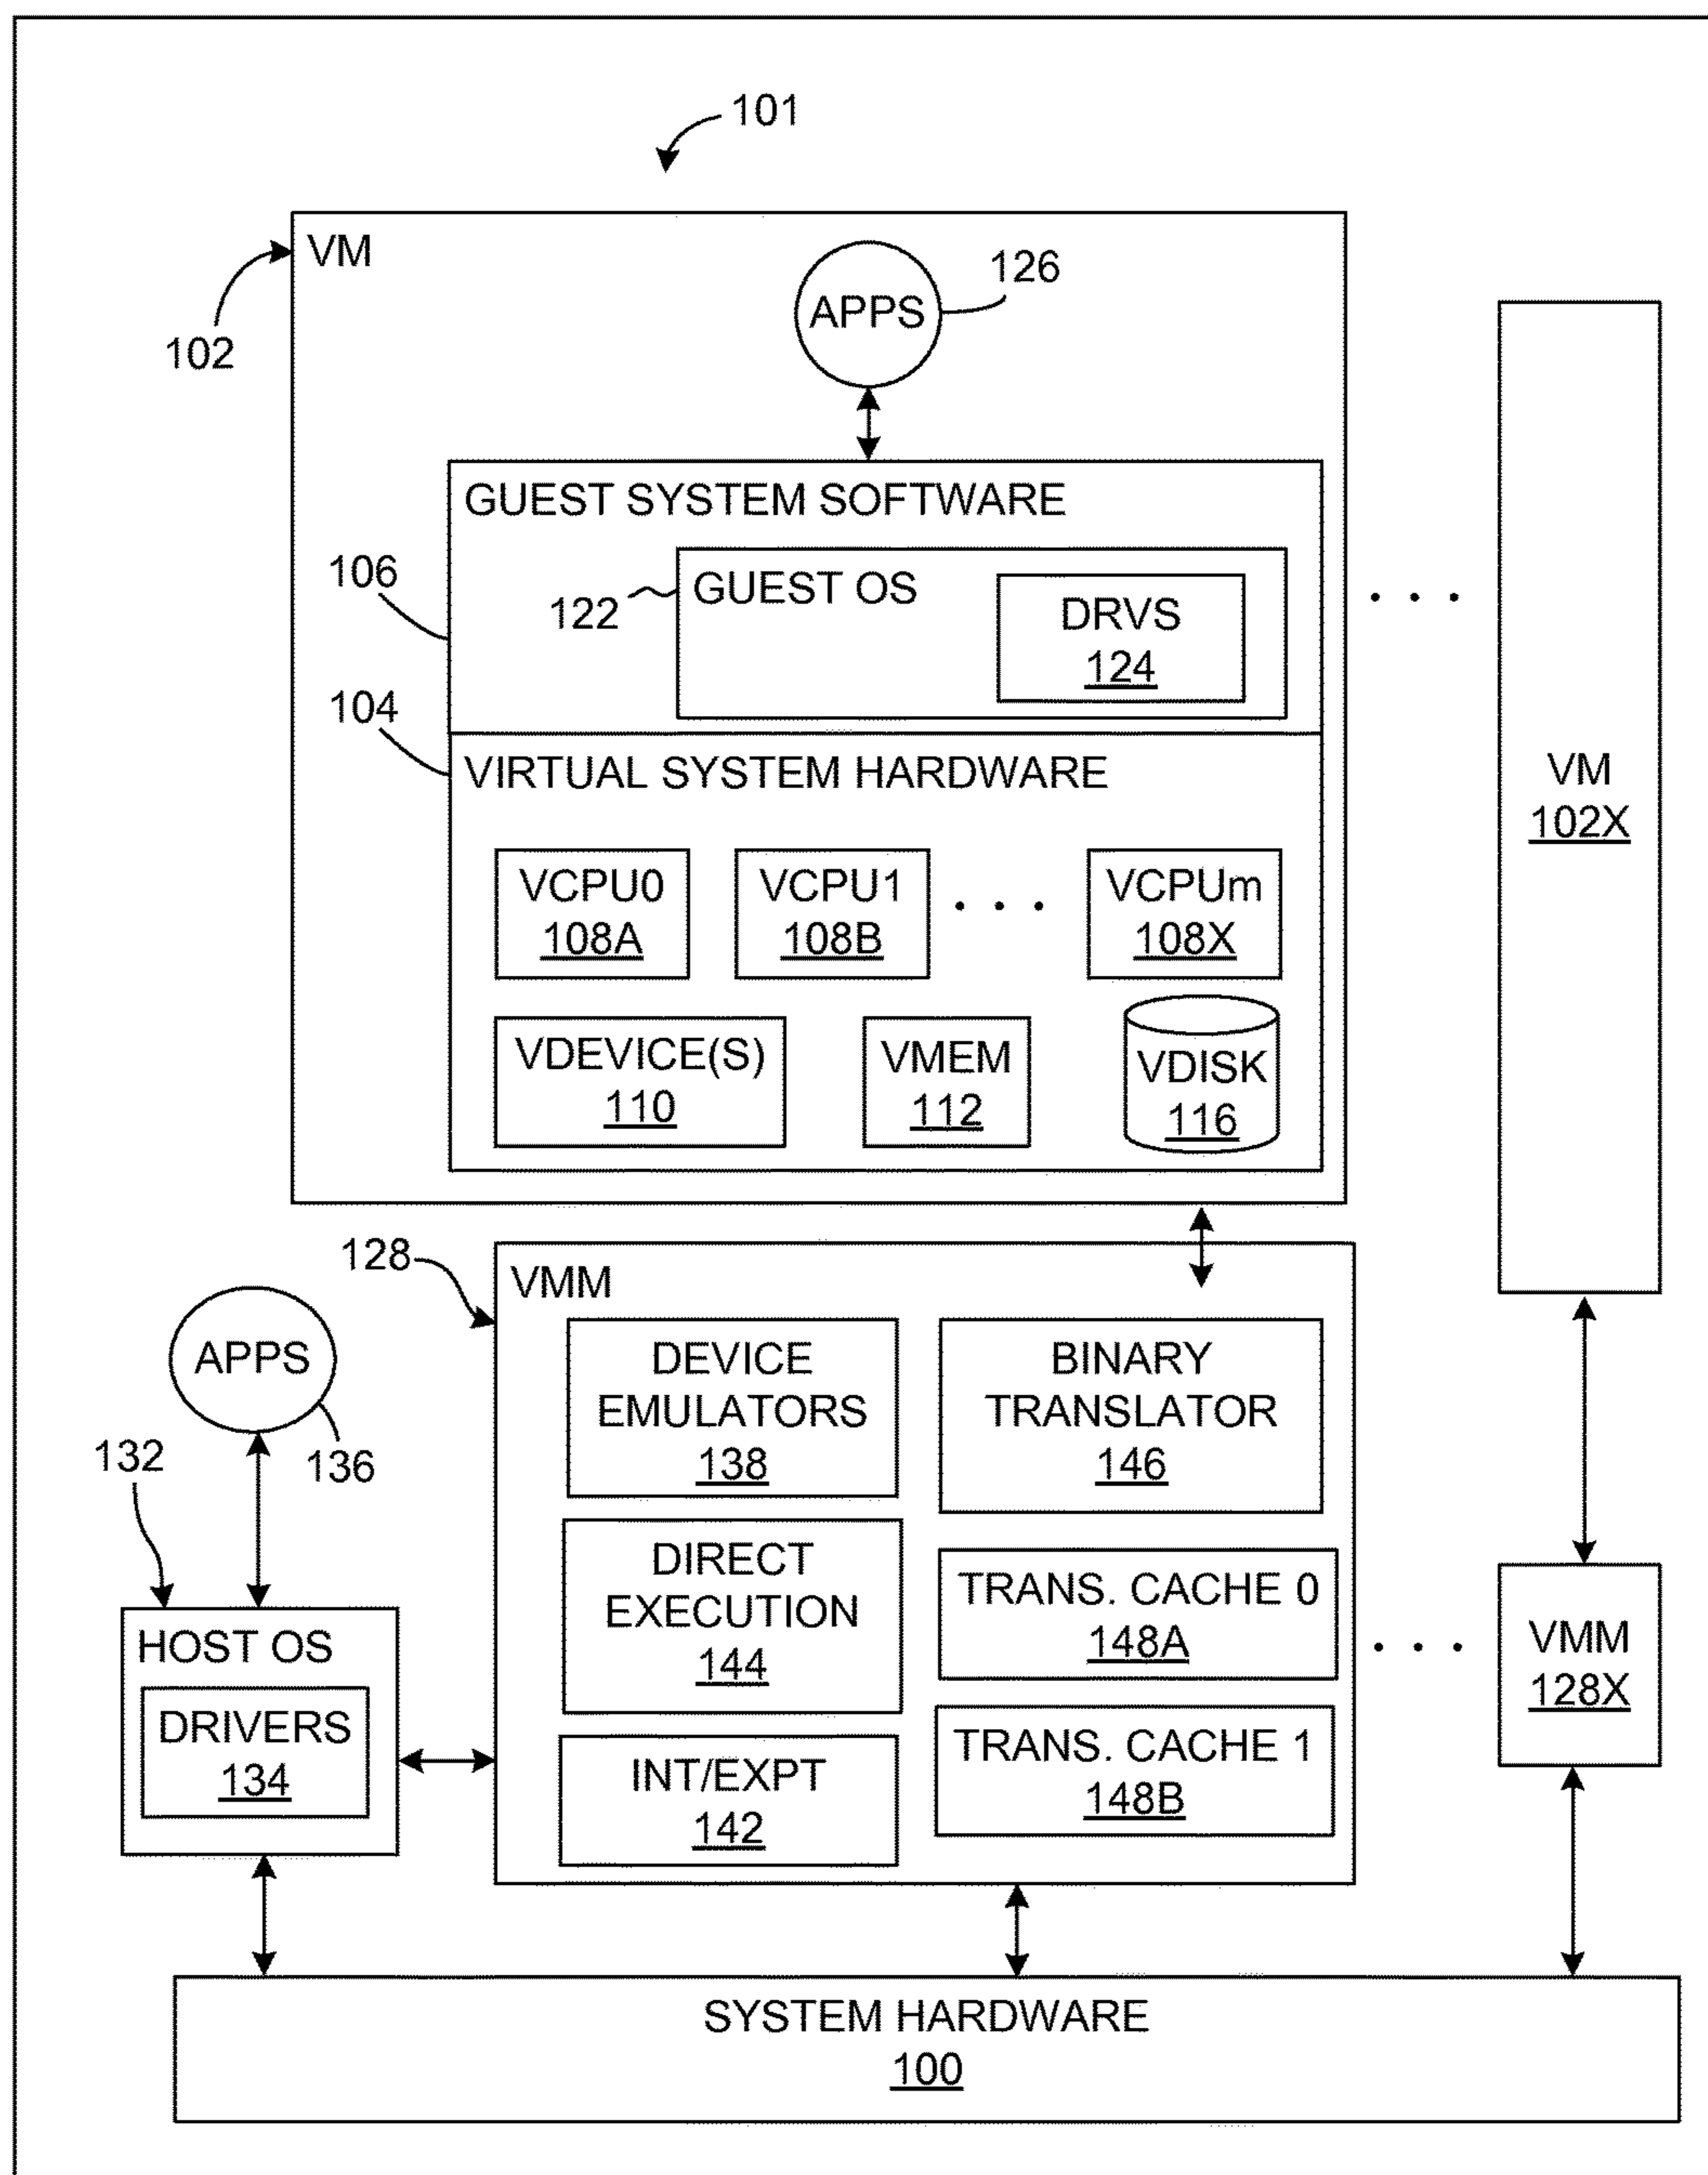 101
VM
102
APPS
126
GUEST SYSTEM SOFTWARE
106
122
GUEST OS
DRVS
124
. . .
104
VIRTUAL SYSTEM HARDWARE
VM
102X
VCPU0
108A
VCPU1
108B
. . .
VCPUm
108X
VDEVICE(S)
110
VMEM
112
VDISK
116
128
VMM
APPS
136
132
DEVICE
EMULATORS
138
BINARY
TRANSLATOR
146
DIRECT
EXECUTION
144
TRANS. CACHE 0
148A
. . .
VMM
128X
HOST OS
DRIVERS
134
INT/EXPT
142
TRANS. CACHE 1
148B
SYSTEM HARDWARE
100